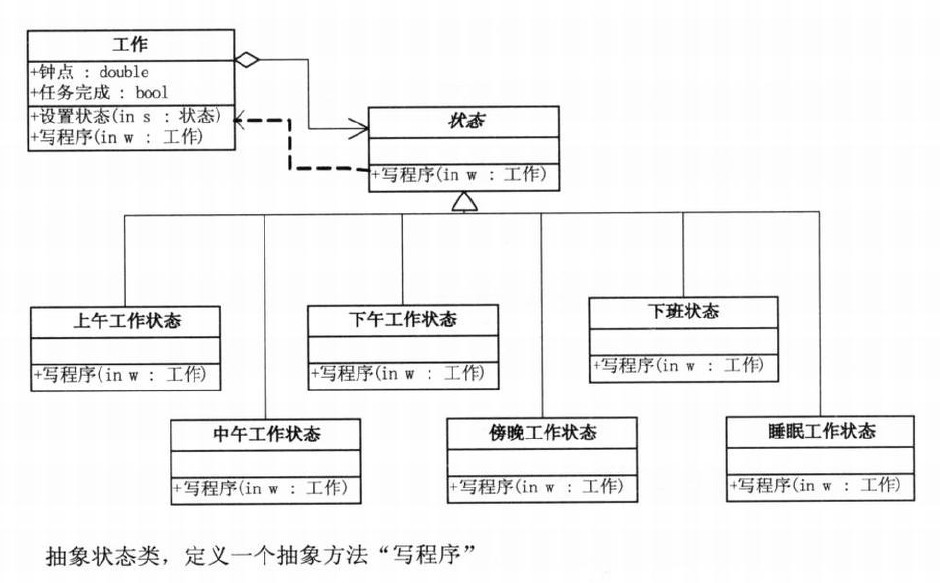 工作
+钟点 : double
+任务完成 : bool
+设置状态(in s : 状态)
+写程序(in w : 工作)
状态
+写程序(in w : 工作)
上午工作状态
+写程序(in w : 工作)
下午工作状态
+写程序(in w : 工作)
下班状态
+写程序(in w : 工作)
中午工作状态
+写程序(in w : 工作)
傍晚工作状态
+写程序(in w : 工作)
睡眠工作状态
+写程序(in w : 工作)
抽象状态类，定义一个抽象方法“写程序”